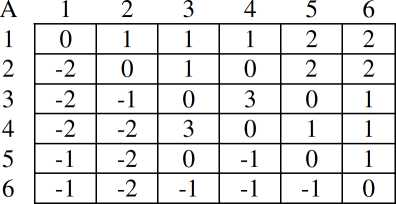 A 1 2 3 4 5 6
1 0 1 1 1 2 2
2 -2 0 1 0 2 2
3 -2 -1 0 3 0 1
4 -2 -2 3 0 1 1
5 -1 -2 0 -1 0 1
6 -1 -2 -1 -1 -1 0